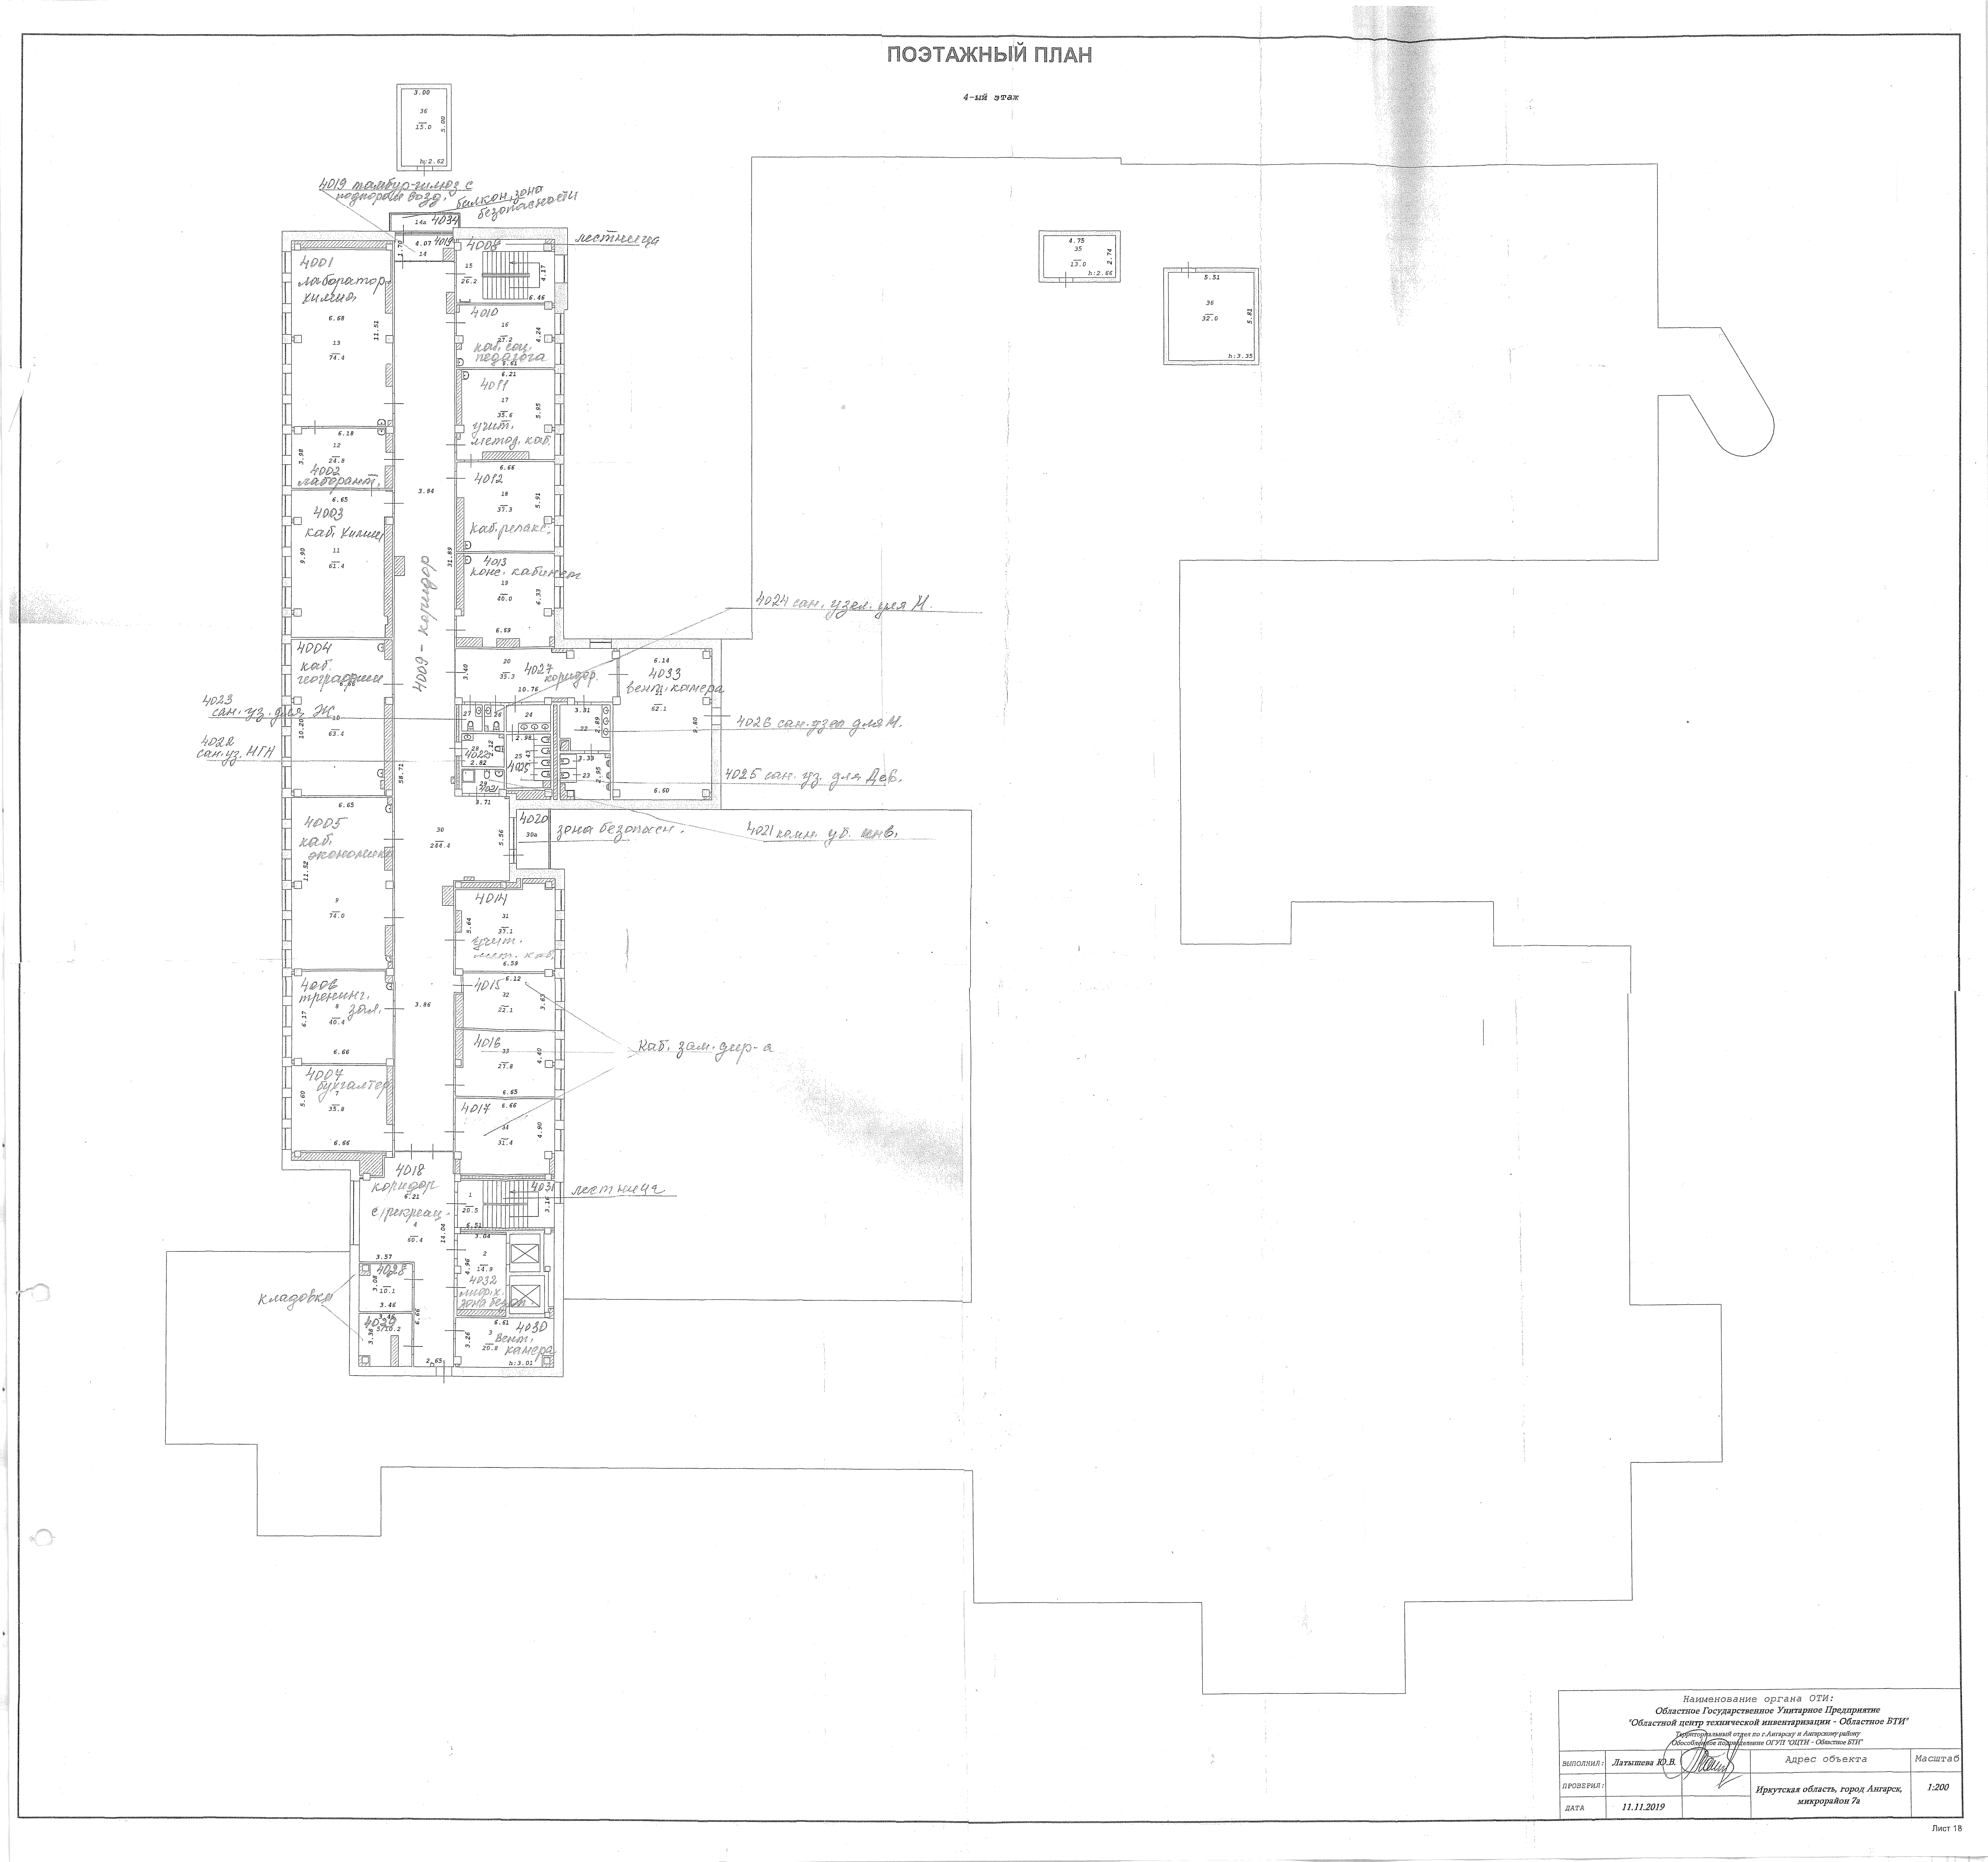 ПОЭТАЖНЫЙ ПЛАН
4-ый этаж
3.00
36
15.0
5.00
h:2.62
4019 тамбур-шлюз с
подпором возд.
балкон, зона
безопасности
14а 4034
4.07 4019
1.70
14
4008
лестница
15
26.2
4.17
6.46
4.75
35
13.0
2.74
h:2.66
5.51
36
32.0
5.81
h:3.35
4001
лаборатор.
химия
6.68
11.51
13
74.4
4010
16
27.2
4.24
каб. соц.
педагога
6.61
6.21
4011
17
35.6
5.95
учит.
метод. каб.
6.18
12
24.8
3.98
4002
лаборант.
6.66
4012
18
37.3
5.91
каб. релакс.
3.84
6.65
4003
каб. химии
11
61.4
9.90
31.89
4009 - коридор
4013
конс. кабинет
19
40.0
6.33
6.59
4024 сан. узел. для М.
4004
каб.
географии
6.66
10
63.4
10.20
20
35.3
3.40
4027
коридор.
10.76
6.14
4033
вент. камера
21
62.1
9.80
6.60
4023
сан. уз. для Ж
4022
сан. уз. МГН
27
26
24
3.31
2.89
22
4026 сан. узел для М.
28
4022
2.12
2.82
2.98
25
4025
3.33
23
2.95
4025 сан. уз. для Дев.
29
4021
3.71
58.71
4021 комн. уб. инв.
6.65
4005
каб.
экономики
11.52
9
74.0
30
244.4
5.56
4020
30а
зона безопасн.
4014
31
37.1
5.64
учит.
мет. каб.
6.59
4006
тренинг.
зал.
8
40.4
6.17
6.66
3.86
6.12
4015
32
22.1
3.63
4016
33
27.8
4.40
6.65
каб. зам. дир-а
4007
бухгалтер
7
35.8
5.60
6.66
4017
6.66
34
31.4
4.90
4018
коридор
6.21
с/рекреац.
4
60.4
14.04
1
20.5
4031
3.16
лестница
6.51
3.04
2
14.9
4.96
4032
лифт. х.
зона безоп.
3.57
4028
3.08
10.1
3.46
кладовки
3.46
4029
5/10.2
3.38
6.66
2.65
6.61
4030
3
20.8
3.26
вент.
камера
h:3.01
Наименование органа ОТИ:
Областное Государственное Унитарное Предприятие
"Областной центр технической инвентаризации - Областное БТИ"
Территориальный отдел по г.Ангарску и Ангарскому району
Обособленное подразделение ОГУП "ОЦТИ - Областное БТИ"
ВЫПОЛНИЛ: Латышева Ю.В. Адрес объекта Масштаб
ПРОВЕРИЛ:
Иркутская область, город Ангарск, 1:200
микрорайон 7а
ДАТА 11.11.2019
Лист 18